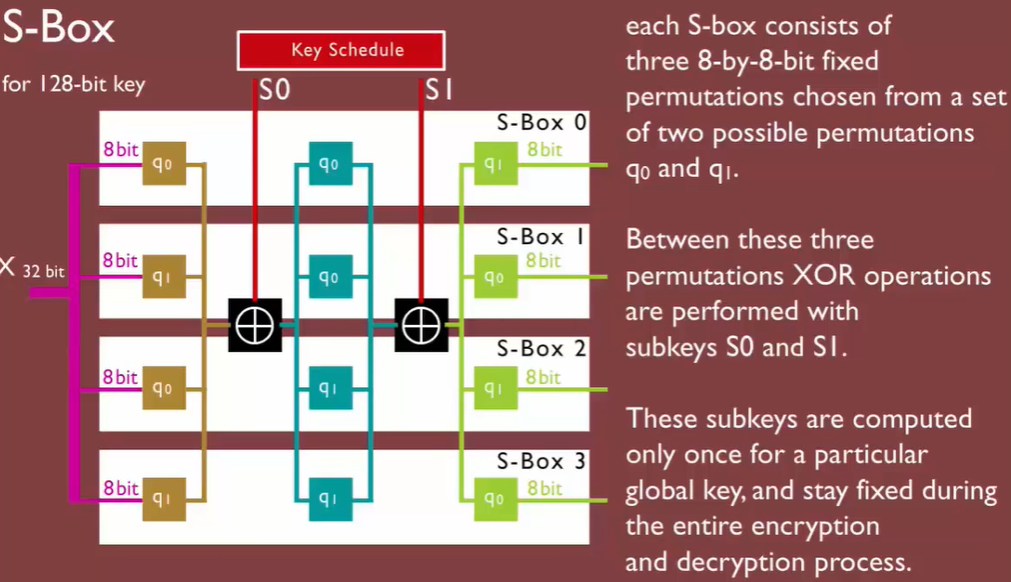 S-Box
for 128-bit key
Key Schedule
S0
S1
S-Box 0
8bit
q0
q0
q1
8bit
S-Box 1
8bit
q1
q0
q0
8bit
X 32 bit
S-Box 2
8bit
q0
q1
q1
8bit
S-Box 3
8bit
q1
q1
q0
8bit
each S-box consists of
three 8-by-8-bit fixed
permutations chosen from a set
of two possible permutations
q0 and q1.
Between these three
permutations XOR operations
are performed with
subkeys S0 and S1.
These subkeys are computed
only once for a particular
global key, and stay fixed during
the entire encryption
and decryption process.